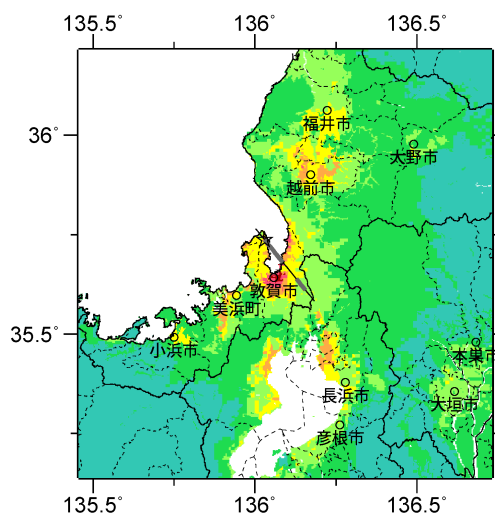 135.5° 136° 136.5°
36°
福井市
大野市
越前市
敦賀市
美浜町
35.5°
小浜市
本巣市
長浜市
大垣市
彦根市
135.5° 136° 136.5°